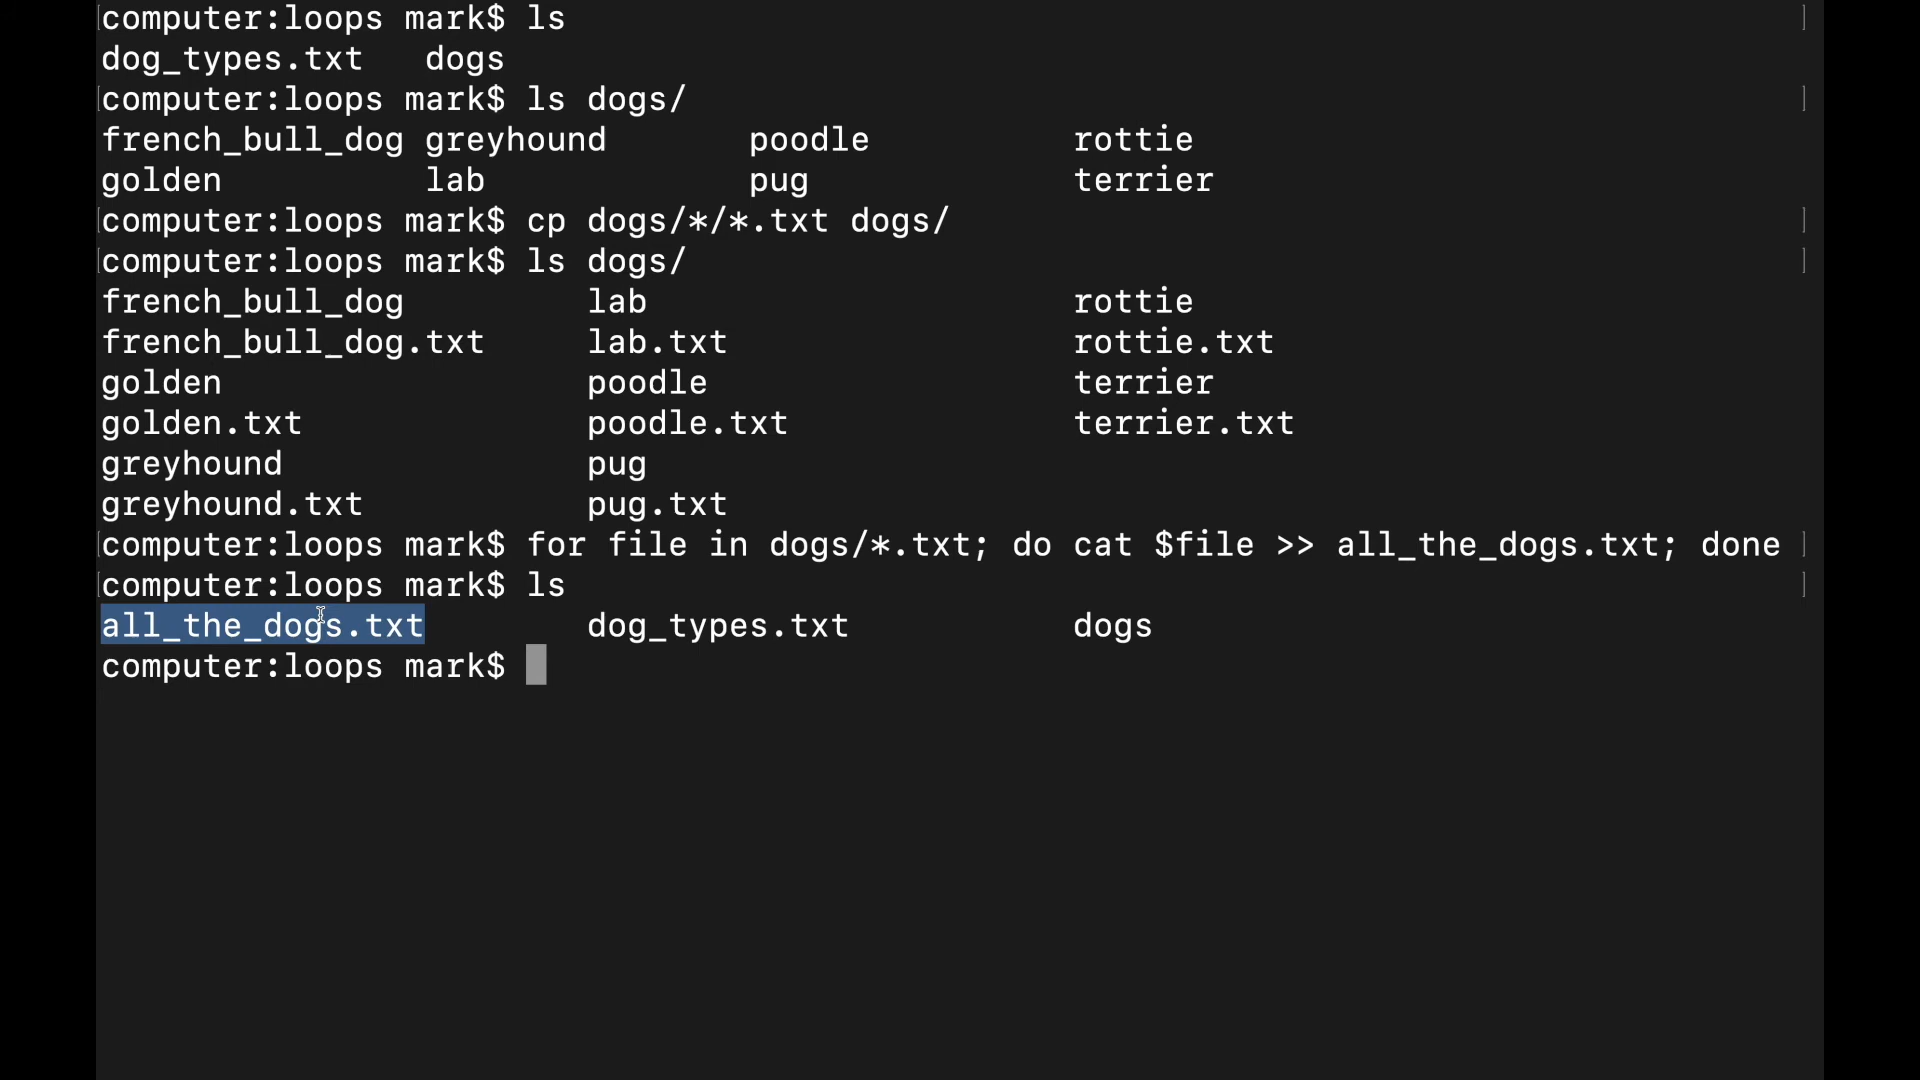 computer:loops mark$ ls
dog_types.txt   dogs
computer:loops mark$ ls dogs/
french_bull_dog greyhound       poodle          rottie
golden          lab             pug             terrier
computer:loops mark$ cp dogs/*/*.txt dogs/
computer:loops mark$ ls dogs/
french_bull_dog         lab                     rottie
french_bull_dog.txt     lab.txt                 rottie.txt
golden                  poodle                  terrier
golden.txt              poodle.txt              terrier.txt
greyhound               pug
greyhound.txt           pug.txt
computer:loops mark$ for file in dogs/*.txt; do cat $file >> all_the_dogs.txt; done
computer:loops mark$ ls
all_the_dogs.txt        dog_types.txt           dogs
computer:loops mark$